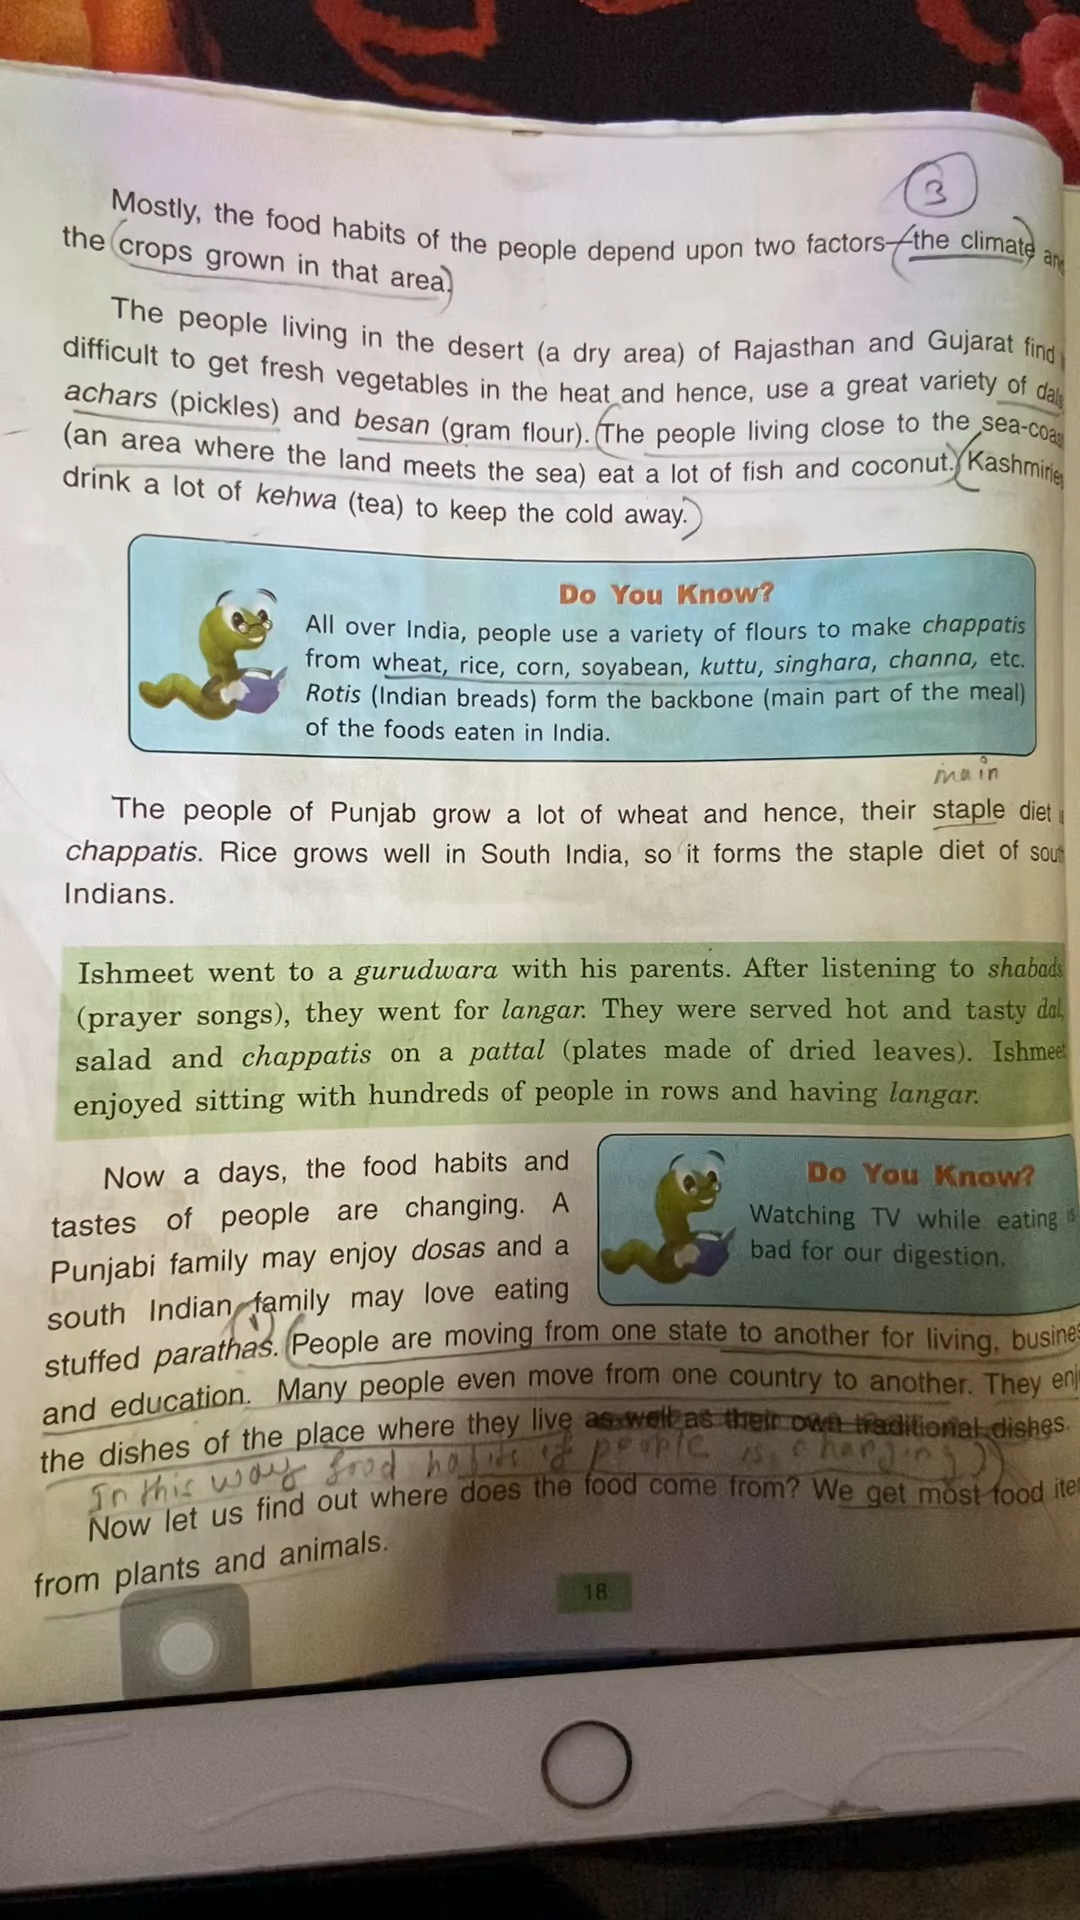 3
Mostly, the food habits of the people depend upon two factors—the climate
the crops grown in that area.
The people living in the desert (a dry area) of Rajasthan and Gujarat find
difficult to get fresh vegetables in the heat and hence, use a great variety of
achars (pickles) and besan (gram flour). The people living close to the
(an area where the land meets the sea) eat a lot of fish and coconut.
drink a lot of kehwa (tea) to keep the cold away.
Do You Know?
All over India, people use a variety of flours to make chappatis
from wheat, rice, corn, soyabean, kuttu, singhara, channa, etc.
Rotis (Indian breads) form the backbone (main part of the meal)
of the foods eaten in India.
main
The people of Punjab grow a lot of wheat and hence, their staple diet
chappatis. Rice grows well in South India, so it forms the staple diet of
Indians.
Ishmeet went to a gurudwara with his parents. After listening to shabads
(prayer songs), they went for langar. They were served hot and tasty dal,
salad and chappatis on a pattal (plates made of dried leaves). Ishmeet
enjoyed sitting with hundreds of people in rows and having langar.
Now a days, the food habits and
tastes of people are changing. A
Punjabi family may enjoy dosas and a
south Indian family may love eating
Do You Know?
Watching TV while eating is
bad for our digestion.
stuffed parathas. People are moving from one state to another for living,
and education. Many people even move from one country to another. They
the dishes of the place where they live as well as their own traditional dishes.
In this way food habits of people is changing
Now let us find out where does the food come from? We get most food
from plants and animals.
18